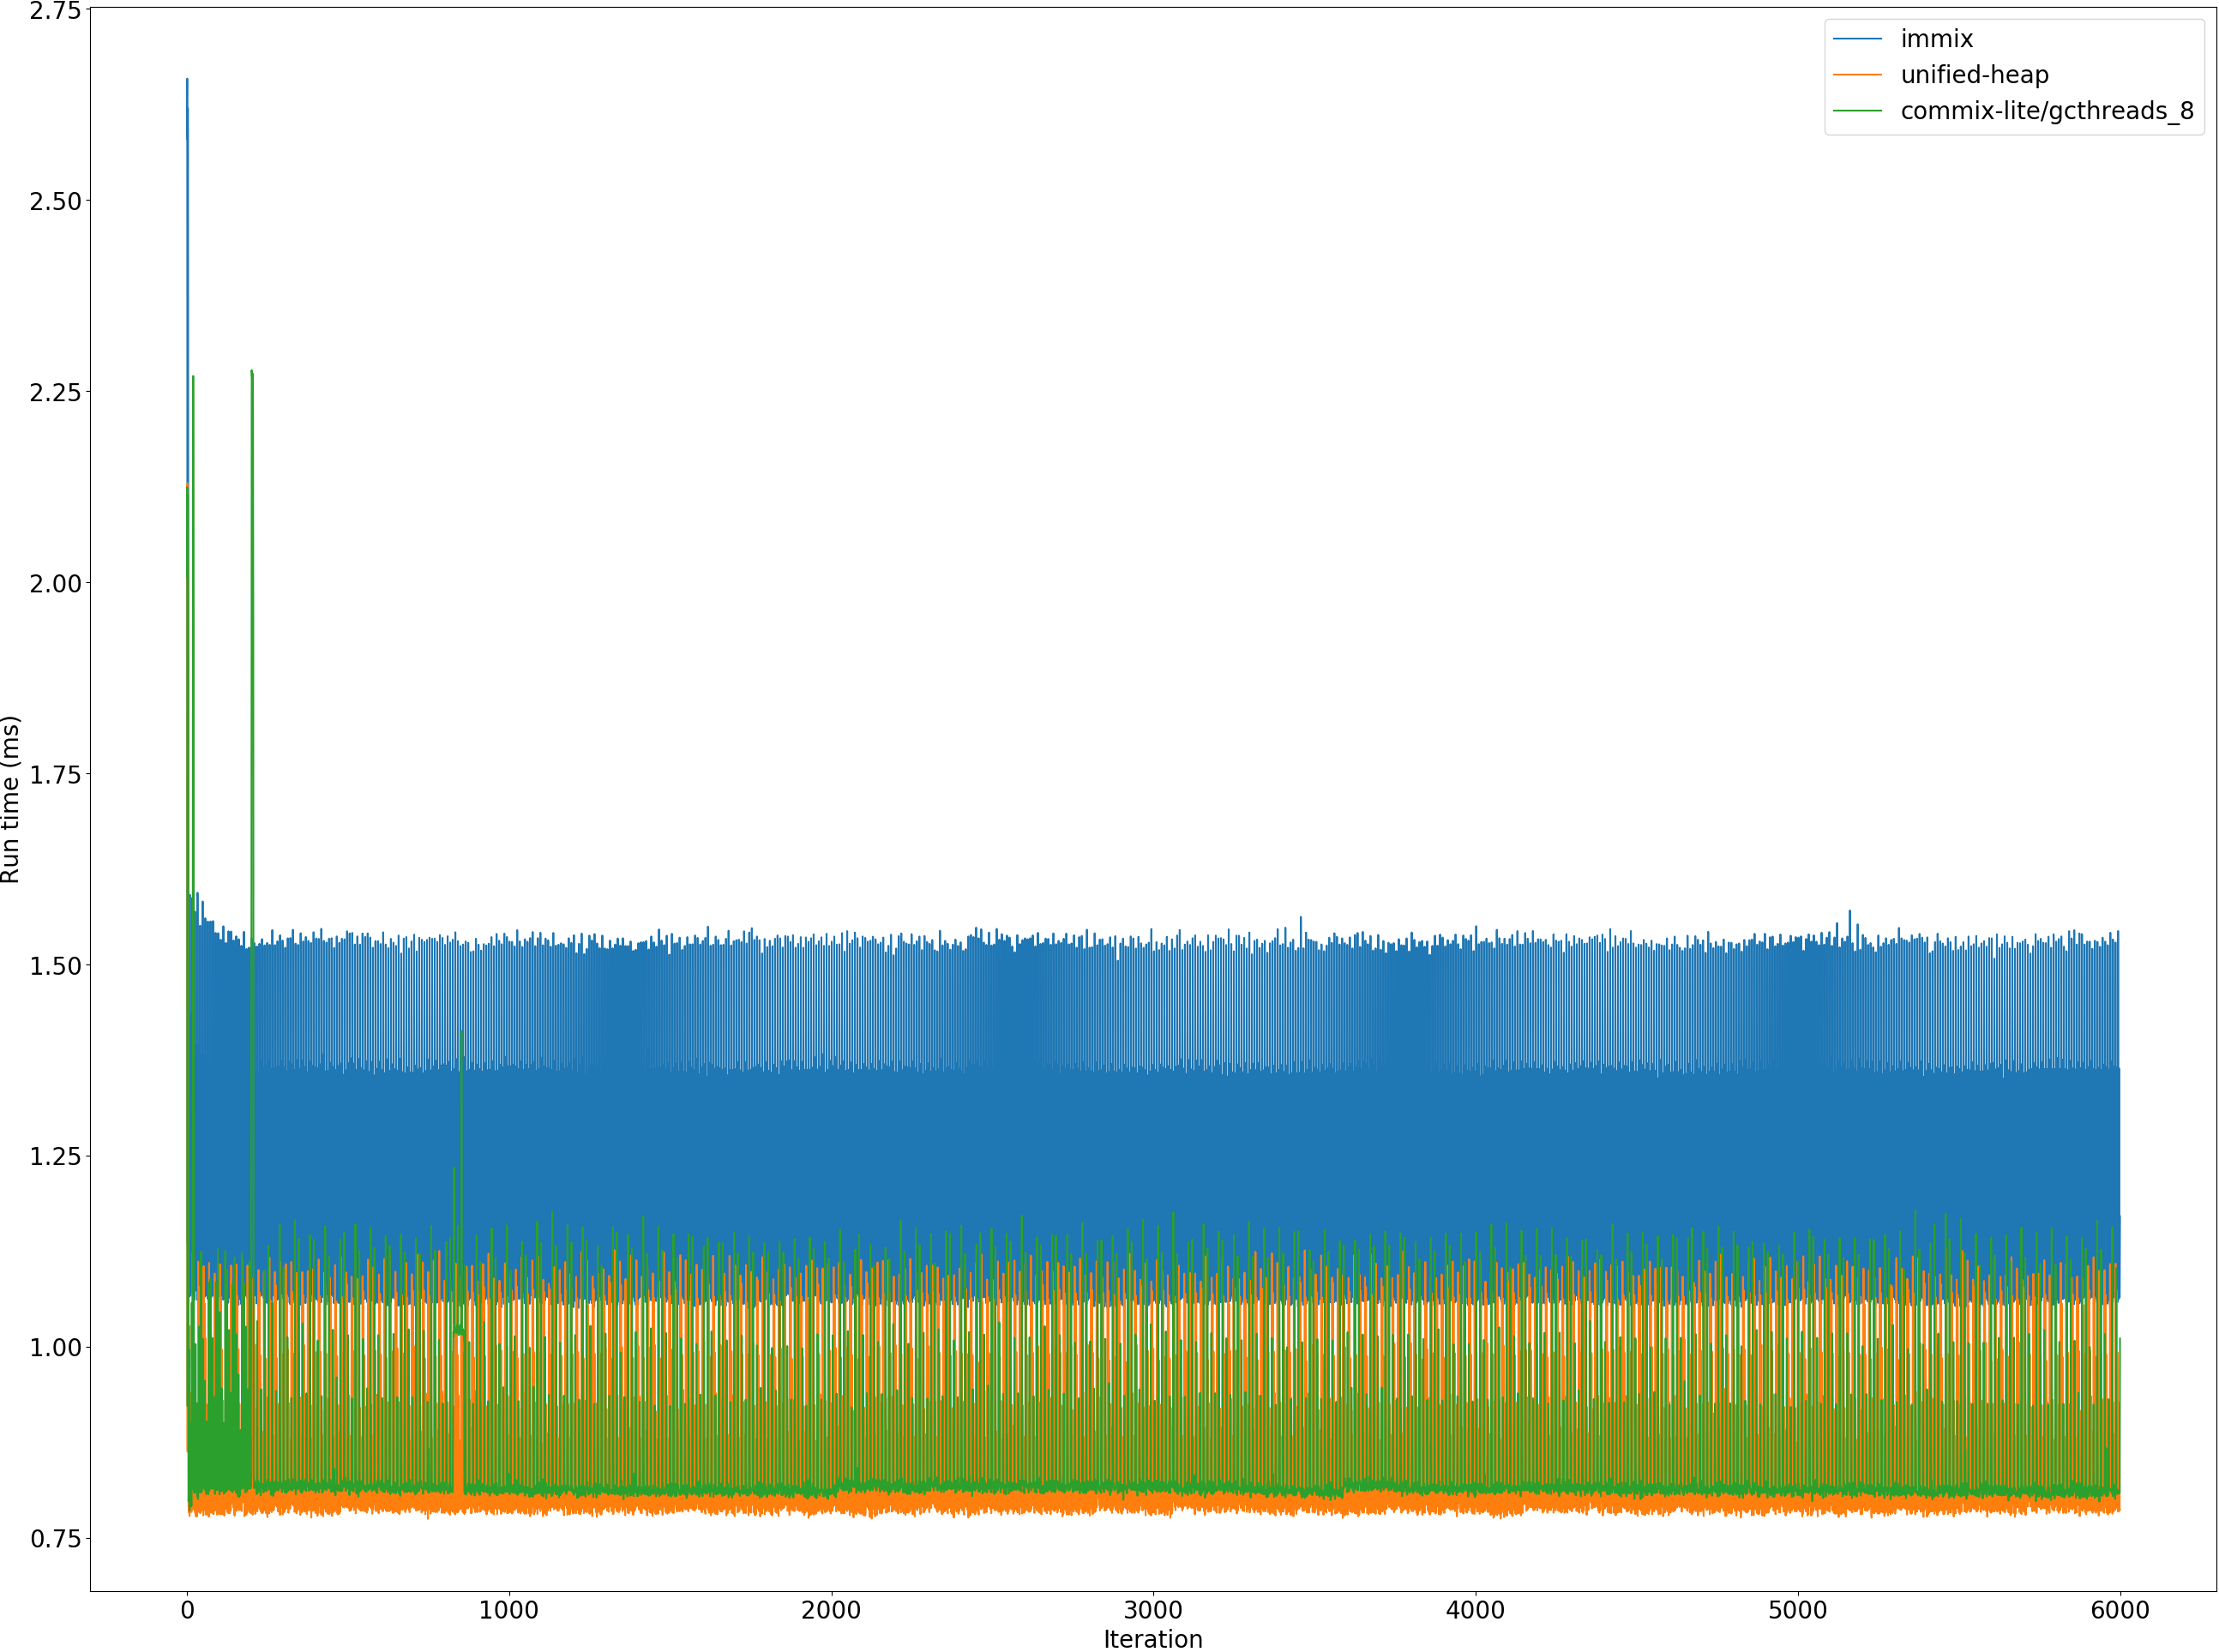 2.75
2.50
2.25
2.00
1.75
1.50
1.25
1.00
0.75
Run time (ms)
immix
unified-heap
commix-lite/gcthreads_8
0 1000 2000 3000 4000 5000 6000
Iteration